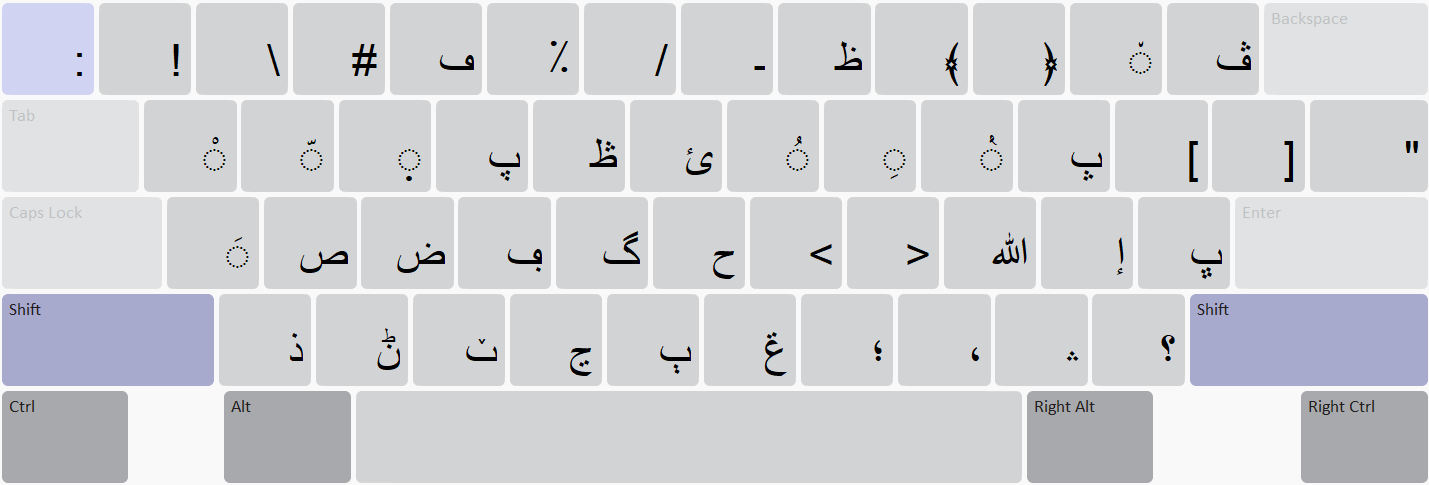 : ! \ # ڡ ٪ / - ظ ﴾ ﴿ ڤ Backspace
Tab ◌ْ ◌ّ ◌ٜ پ ڟ ئ ◌ُ ◌ِ پ [ ] "
Caps Lock ◌َ ص ض ڢ گ ح < > الله إ ڀ Enter
Shift ذ چ ؛ ، ؟ Shift
Ctrl Alt Right Alt Right Ctrl